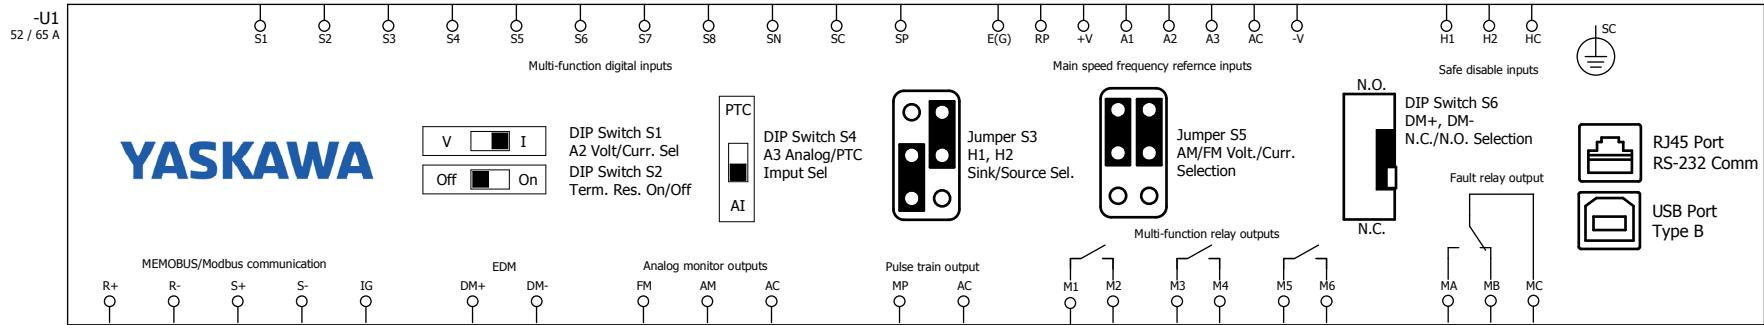 -U1
52 / 65 A
S1 S2 S3 S4 S5 S6 S7 S8 SN SC SP E(G) RP +V A1 A2 A3 AC -V H1 H2 HC
SC
Multi-function digital inputs
Main speed frequency refernce inputs
Safe disable inputs
YASKAWA
V I
DIP Switch S1
A2 Volt/Curr. Sel
Off On
DIP Switch S2
Term. Res. On/Off
PTC
AI
DIP Switch S4
A3 Analog/PTC
Imput Sel
Jumper S3
H1, H2
Sink/Source Sel.
Jumper S5
AM/FM Volt./Curr.
Selection
N.O.
N.C.
DIP Switch S6
DM+, DM-
N.C./N.O. Selection
RJ45 Port
RS-232 Comm
USB Port
Type B
Fault relay output
Multi-function relay outputs
MEMOBUS/Modbus communication
EDM
Analog monitor outputs
Pulse train output
R+ R- S+ S- IG DM+ DM- FM AM AC MP AC M1 M2 M3 M4 M5 M6 MA MB MC